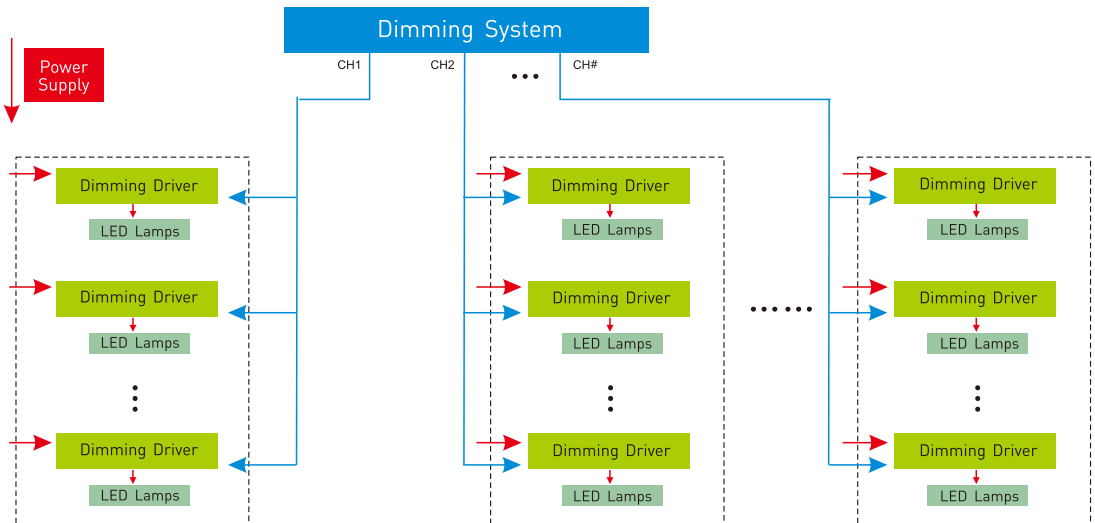 Dimming System
CH1
CH2
CH#
Power
Supply
Dimming Driver
Dimming Driver
Dimming Driver
LED Lamps
LED Lamps
LED Lamps
Dimming Driver
Dimming Driver
Dimming Driver
LED Lamps
LED Lamps
LED Lamps
Dimming Driver
Dimming Driver
Dimming Driver
LED Lamps
LED Lamps
LED Lamps